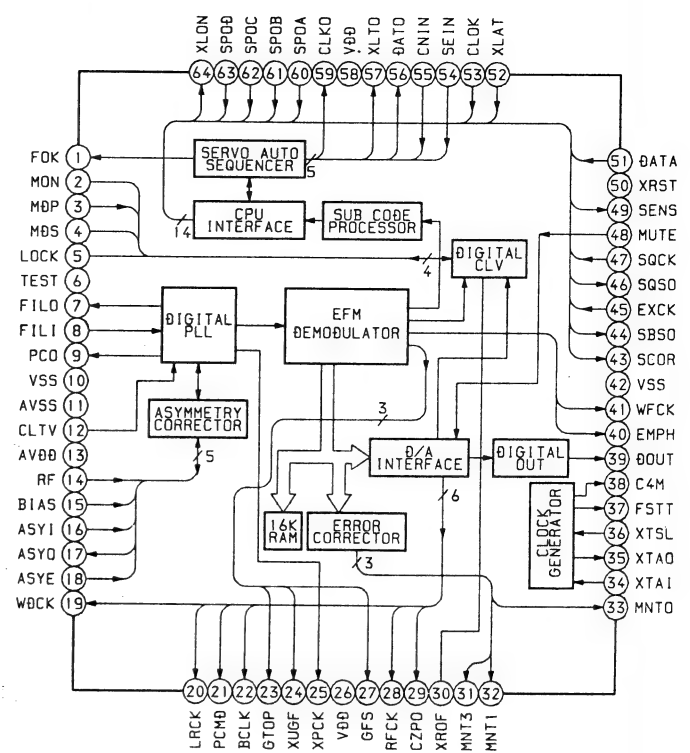 XLON SPOD SPOC SPOB SPOA CLKO VDD XLTO DATO CNIN SEIN CLOK XLAT
64 63 62 61 60 59 58 57 56 55 54 53 52
FOK 1
MON 2
MDP 3
MDS 4
LOCK 5
TEST 6
FILO 7
FILI 8
PCO 9
VSS 10
AVSS 11
CLTV 12
AVDD 13
RF 14
BIAS 15
ASYI 16
ASYO 17
ASYE 18
WDCK 19
SERVO AUTO
SEQUENCER
5
CPU
INTERFACE
14
SUB CODE
PROCESSOR
4
DIGITAL
CLV
DIGITAL
PLL
EFM
DEMODULATOR
ASYMMETRY
CORRECTOR
5
3
D/A
INTERFACE
6
DIGITAL
OUT
16K
RAM
ERROR
CORRECTOR
3
CLOCK
GENERATOR
51 DATA
50 XRST
49 SENS
48 MUTE
47 SQCK
46 SQSO
45 EXCK
44 SBSO
43 SCOR
42 VSS
41 WFCK
40 EMPH
39 DOUT
38 C4M
37 FSTT
36 XTSL
35 XTAO
34 XTAI
33 MNTO
20 21 22 23 24 25 26 27 28 29 30 31 32
LRCK PCMD BCLK GTOP XUGF XPCK VDD GFS RFCK CZPO XROF MNT3 MNT1